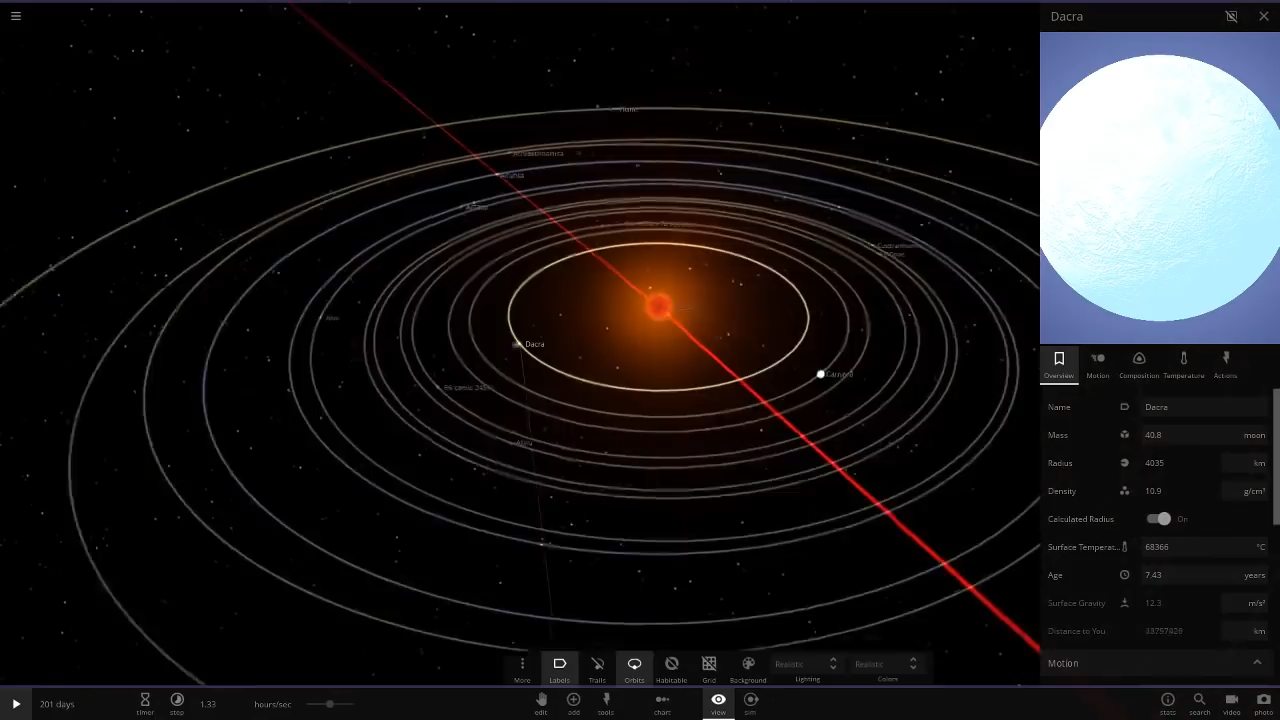 Dacra
Dacra
Alaia
Overview
Motion
Composition
Temperature
Actions
Name
Dacra
Mass
40.8
moon
Radius
4035
km
Density
10.9
g/cm³
Calculated Radius
On
Surface Temperat...
68366
°C
Age
7.43
years
Surface Gravity
12.3
m/s²
Distance to You
33757829
km
Motion
More
Labels
Trails
Orbits
Habitable
Grid
Background
Realistic
Lighting
Realistic
Colors
201 days
timer
step
1.33
hours/sec
edit
add
tools
chart
view
sim
stats
search
video
photo